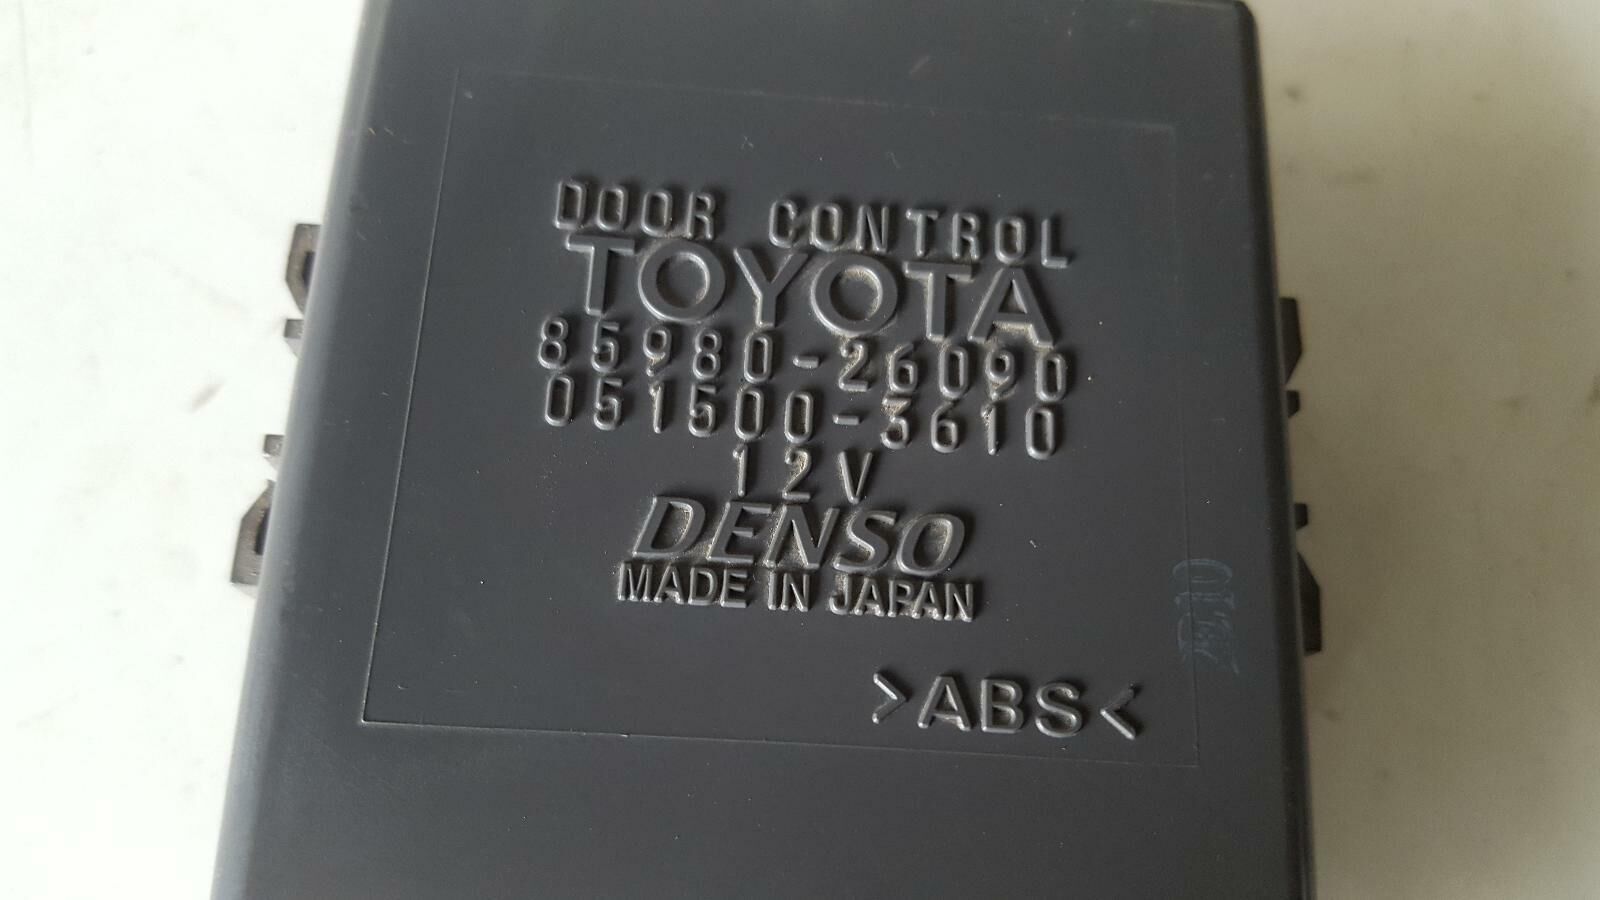 DOOR CONTROL
TOYOTA
85980-26090
051500-3610
12V
DENSO
MADE IN JAPAN
>ABS<